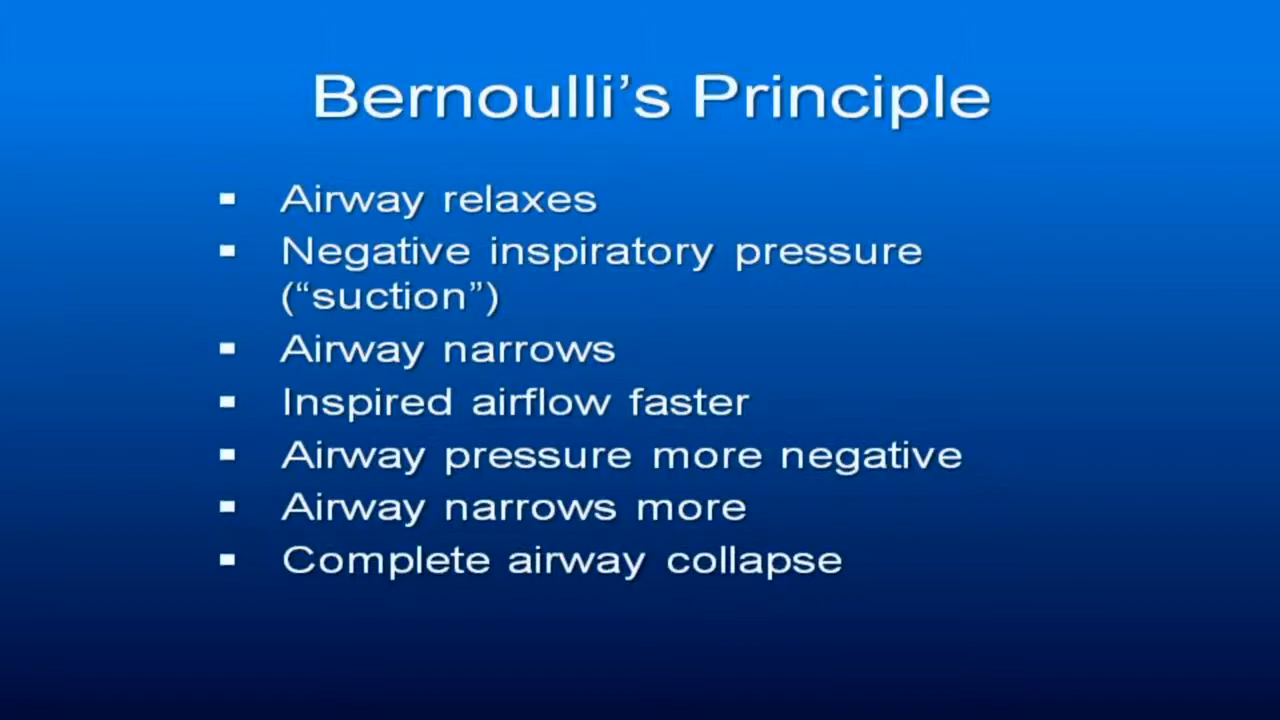 Bernoulli’s Principle
▪ Airway relaxes
▪ Negative inspiratory pressure
(“suction”)
▪ Airway narrows
▪ Inspired airflow faster
▪ Airway pressure more negative
▪ Airway narrows more
▪ Complete airway collapse